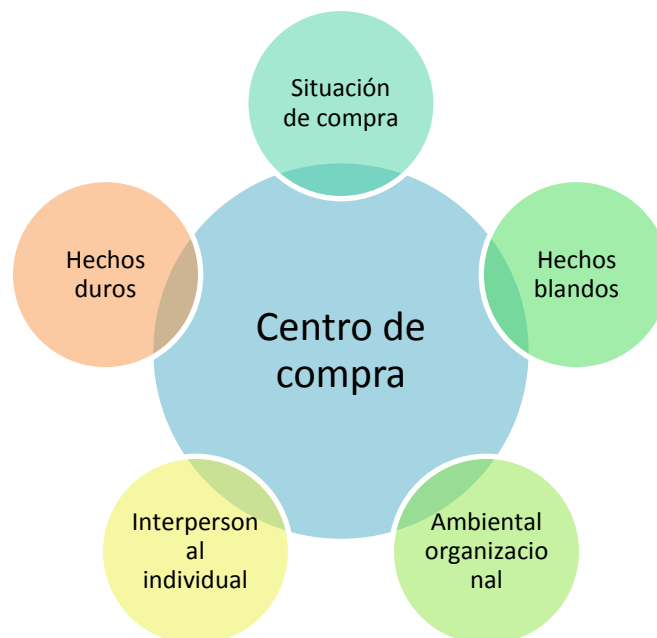 Situación
de compra
Hechos
duros
Hechos
blandos
Centro de
compra
Interperson
al
individual
Ambiental
organizacio
nal